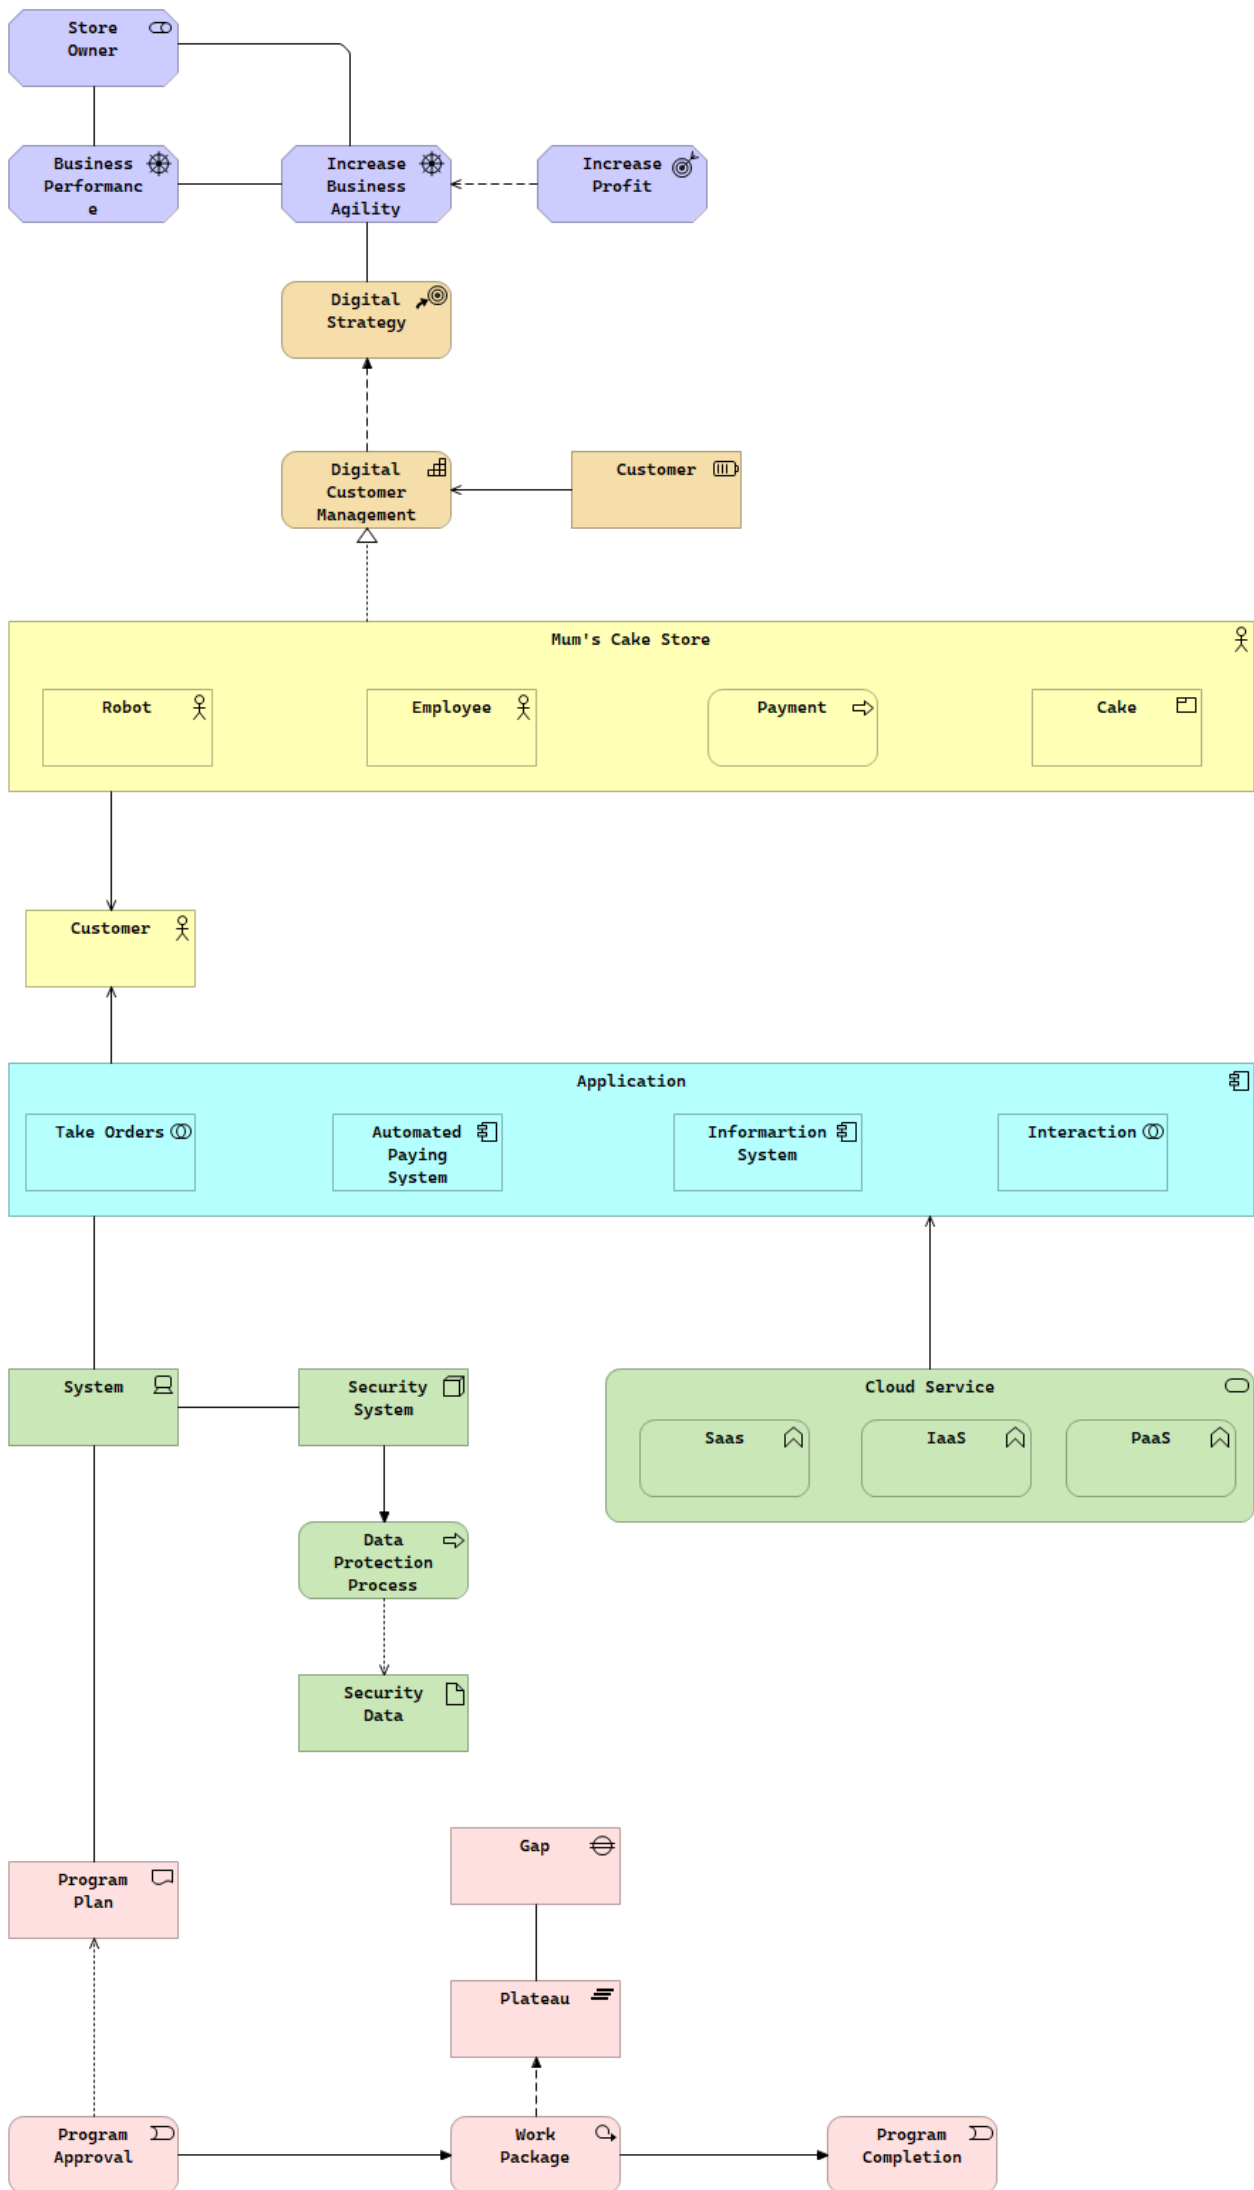 Store
Owner
Business
Performanc
e
Increase
Business
Agility
Increase
Profit
Digital
Strategy
Digital
Customer
Management
Customer
Mum's Cake Store
Robot
Employee
Payment
Cake
Customer
Application
Take Orders
Automated
Paying
System
Informartion
System
Interaction
System
Security
System
Cloud Service
Saas
IaaS
PaaS
Data
Protection
Process
Security
Data
Gap
Program
Plan
Plateau
Program
Approval
Work
Package
Program
Completion